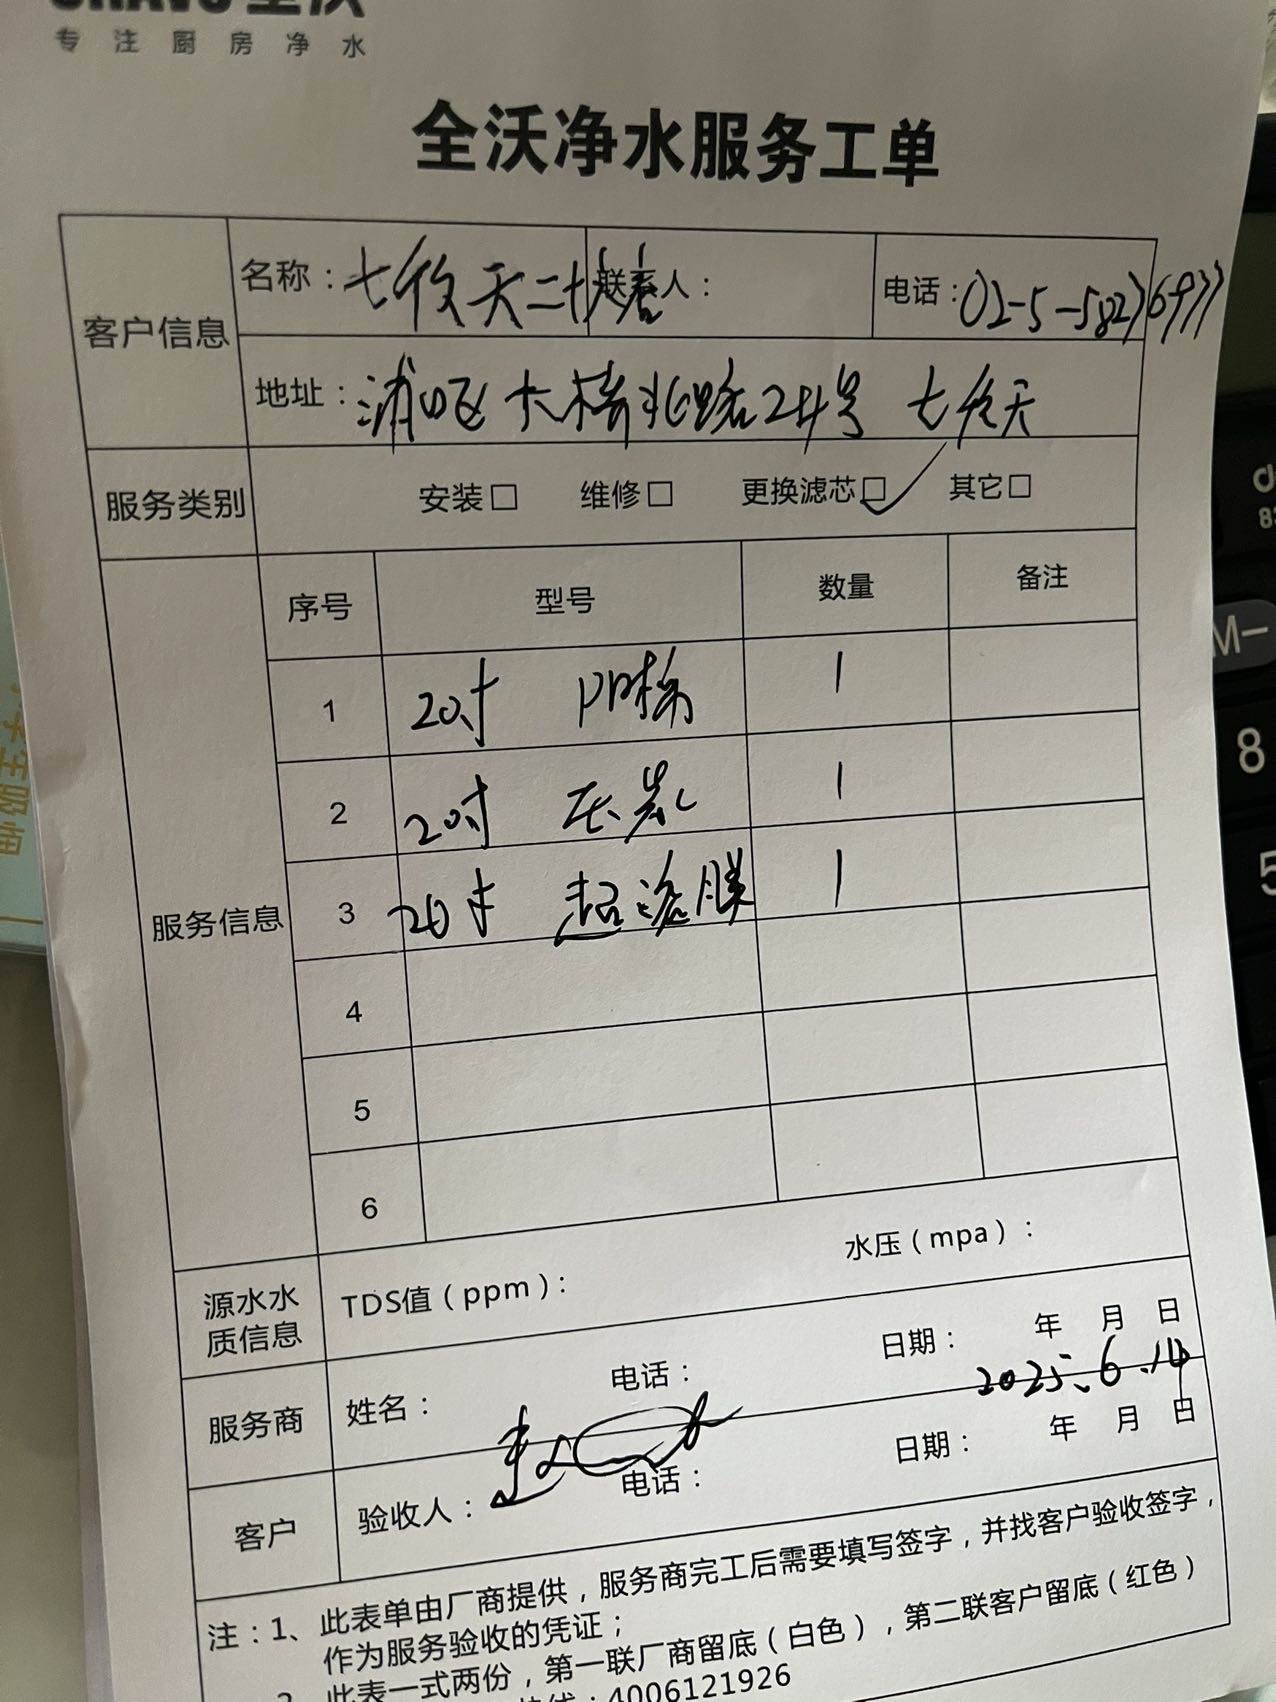 专注厨房净水
全沃净水服务工单
客户信息
名称：七欣天二十八店
联系人：
电话：
地址：浦口区大桥北路24号 七欣天
服务类别
安装□ 维修□ 更换滤芯□✓ 其它□
服务信息
序号 型号 数量 备注
1 20寸 PP棉 1
2 20寸 灰炭 1
3 20寸 超滤膜 1
4
5
6
源水水质信息
TDS值（ppm）： 水压（mpa）：
服务商
姓名： 电话： 日期： 年 月 日
2025.6.14
客户
验收人： 电话： 日期： 年 月 日
注：1、此表单由厂商提供，服务商完工后需要填写签字，并找客户验收签字，
作为服务验收的凭证；
2、此表一式两份，第一联厂商留底（白色），第二联客户留底（红色）
热线：4006121926